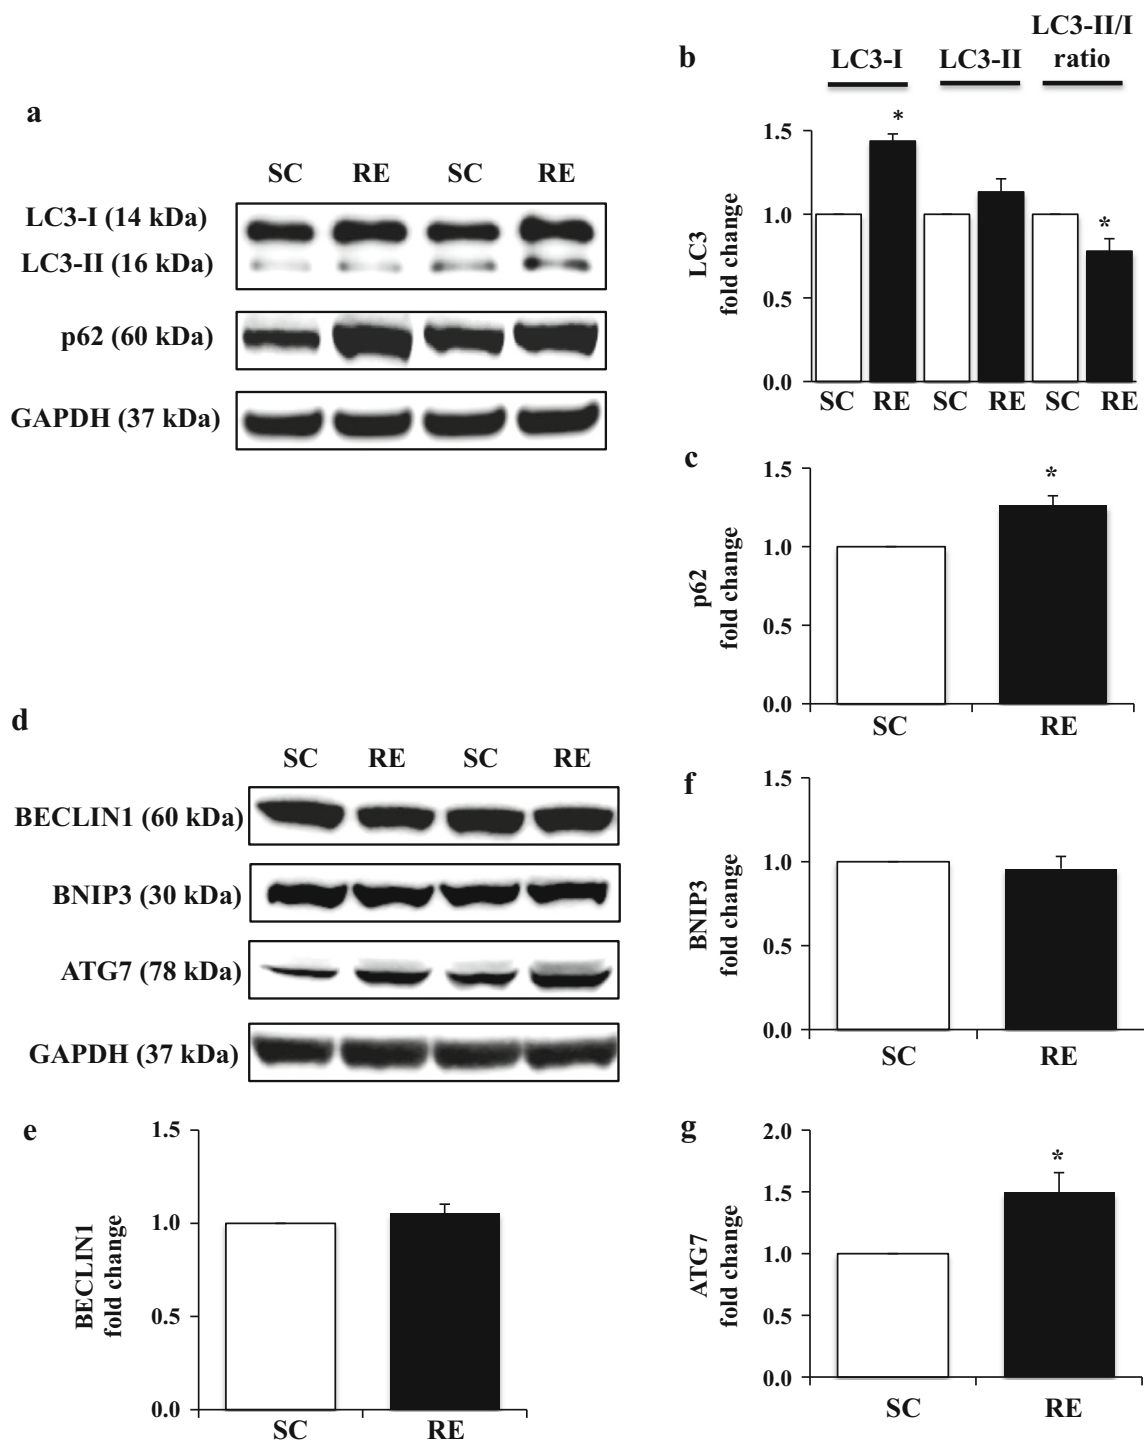 a
SC RE SC RE
LC3-I (14 kDa)
LC3-II (16 kDa)
p62 (60 kDa)
GAPDH (37 kDa)
b
LC3-I LC3-II LC3-II/I ratio
LC3
fold change
1.5
1.0
0.5
0.0
* *
SC RE SC RE SC RE
c
p62
fold change
1.5
1.0
0.5
0.0
*
SC RE
d
SC RE SC RE
BECLIN1 (60 kDa)
BNIP3 (30 kDa)
ATG7 (78 kDa)
GAPDH (37 kDa)
e
BECLIN1
fold change
1.5
1.0
0.5
0.0
SC RE
f
BNIP3
fold change
1.5
1.0
0.5
0.0
SC RE
g
ATG7
fold change
2.0
1.5
1.0
0.5
0.0
*
SC RE